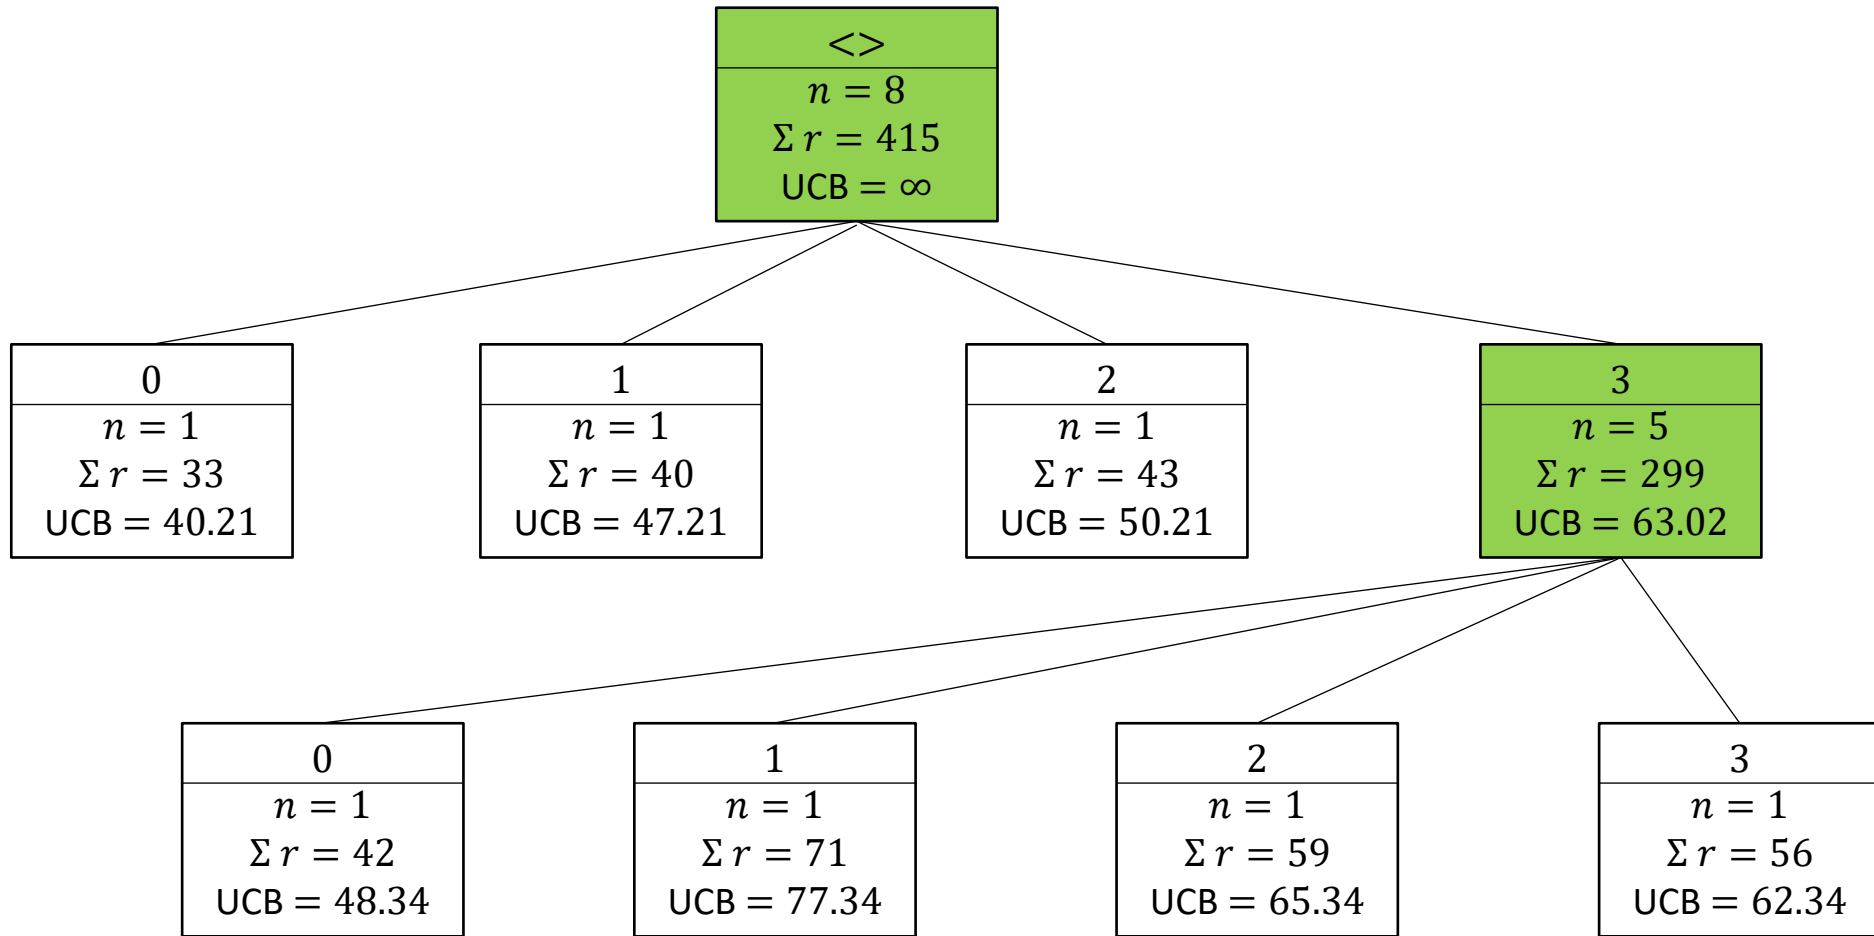 <>
n = 8
Σ r = 415
UCB = ∞
0
n = 1
Σ r = 33
UCB = 40.21
1
n = 1
Σ r = 40
UCB = 47.21
2
n = 1
Σ r = 43
UCB = 50.21
3
n = 5
Σ r = 299
UCB = 63.02
0
n = 1
Σ r = 42
UCB = 48.34
1
n = 1
Σ r = 71
UCB = 77.34
2
n = 1
Σ r = 59
UCB = 65.34
3
n = 1
Σ r = 56
UCB = 62.34